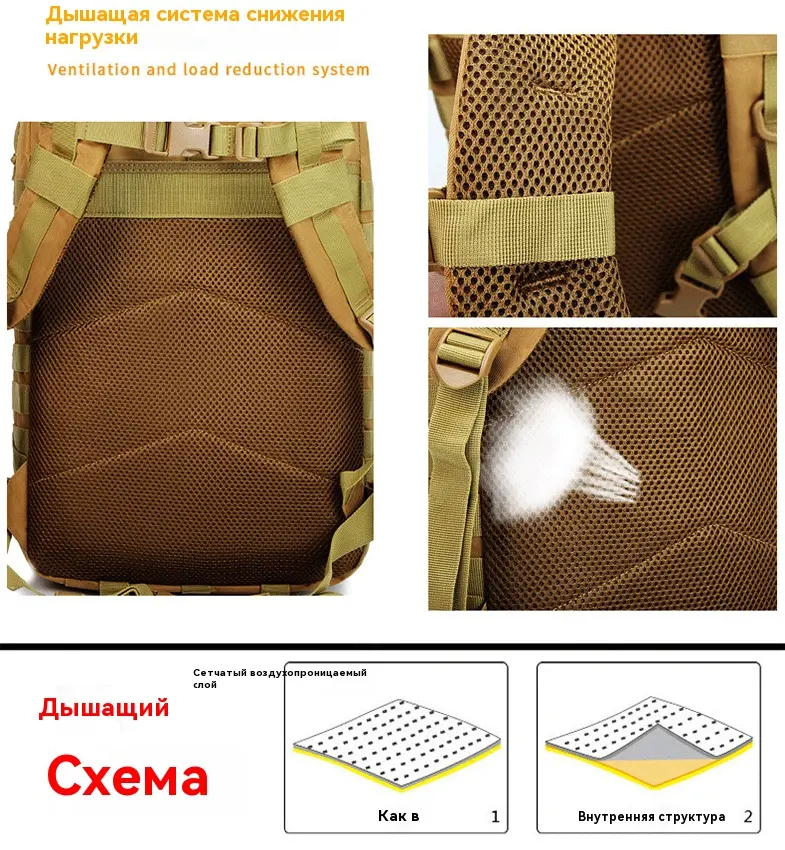 Дышащая система снижения
нагрузки
Ventilation and load reduction system
Сетчатый воздухопроницаемый
слой
Дышащий
Схема
Как в 1
Внутренняя структура 2